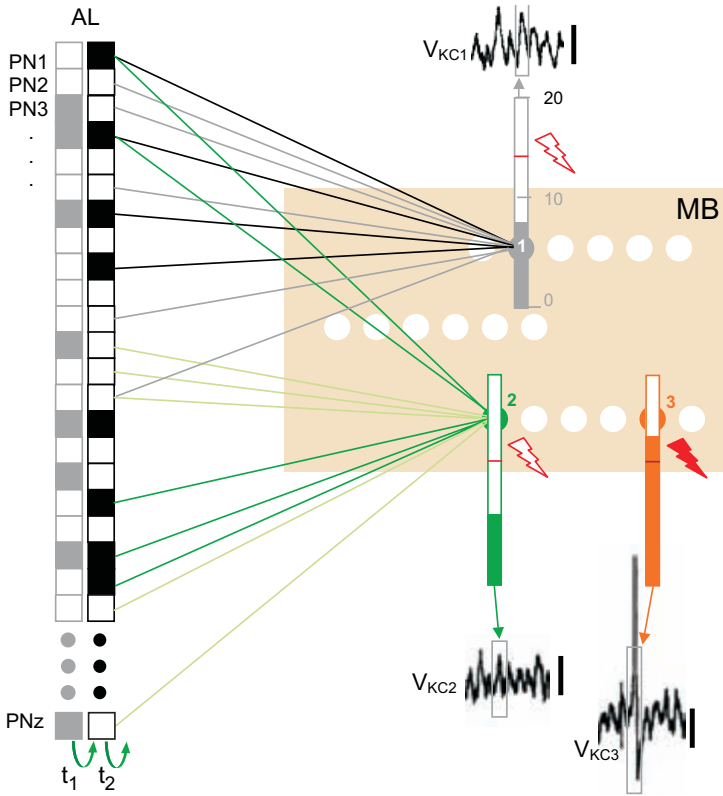 AL
PN1
PN2
PN3
.
.
.
V_KC1
20
10
MB
1
0
2
3
V_KC2
V_KC3
PNz
t_1 t_2